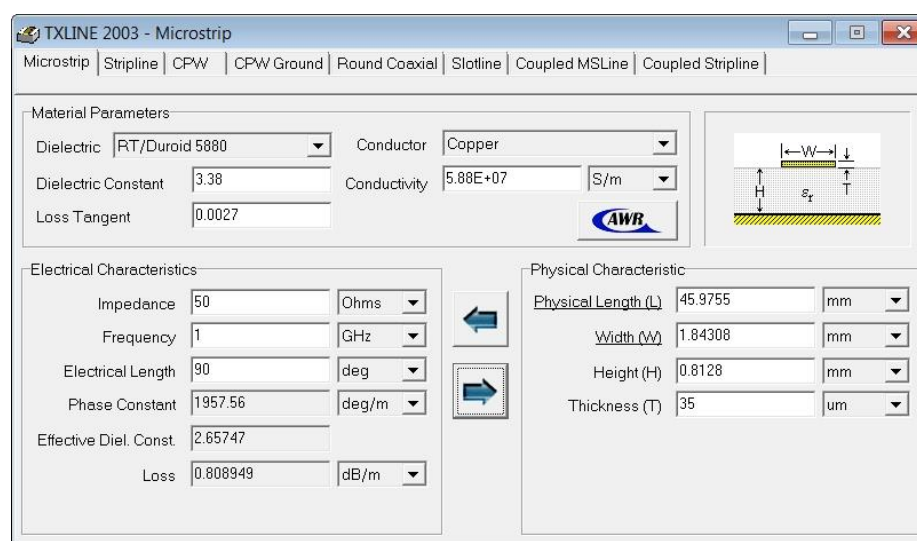 TXLINE 2003 - Microstrip
Microstrip Stripline CPW CPW Ground Round Coaxial Slotline Coupled MSLine Coupled Stripline
Material Parameters
Dielectric RT/Duroid 5880 Conductor Copper
Dielectric Constant 3.38 Conductivity 5.88E+07 S/m
Loss Tangent 0.0027
AWR
W
H εr T
Electrical Characteristics
Impedance 50 Ohms
Frequency 1 GHz
Electrical Length 90 deg
Phase Constant 1957.56 deg/m
Effective Diel. Const. 2.65747
Loss 0.808949 dB/m
Physical Characteristic
Physical Length (L) 45.9755 mm
Width (W) 1.84308 mm
Height (H) 0.8128 mm
Thickness (T) 35 um